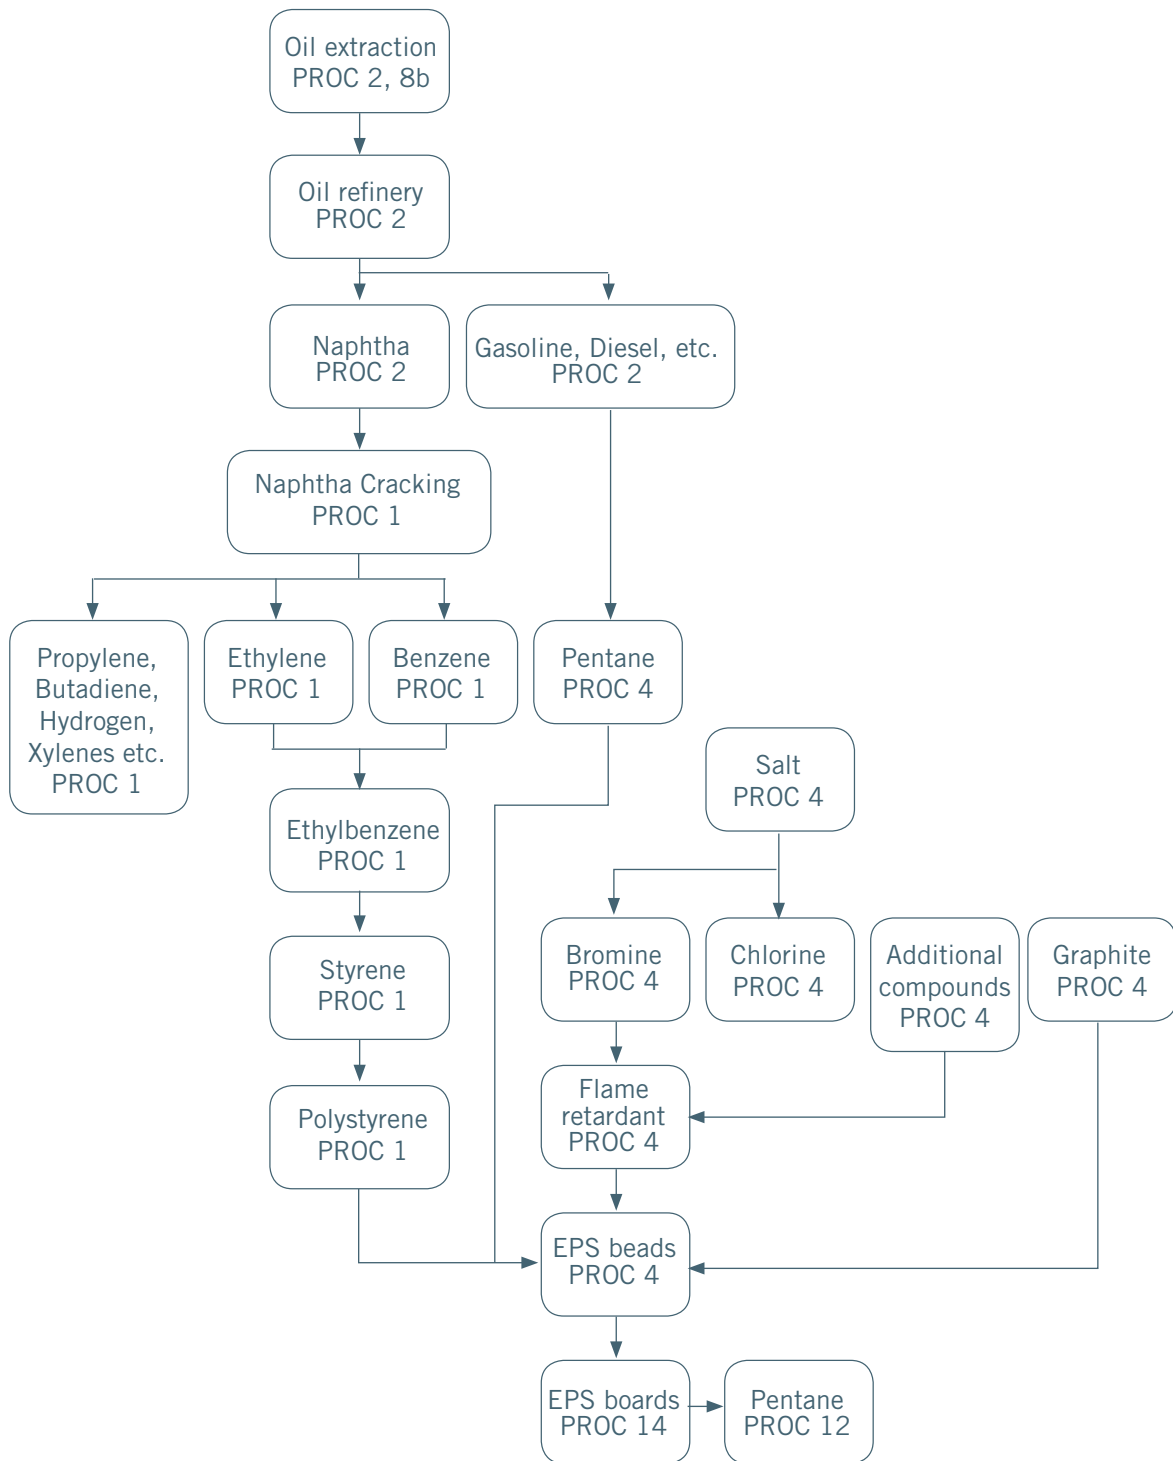 Oil extraction
PROC 2, 8b
Oil refinery
PROC 2
Naphtha
PROC 2
Gasoline, Diesel, etc.
PROC 2
Naphtha Cracking
PROC 1
Propylene,
Butadiene,
Hydrogen,
Xylenes etc.
PROC 1
Ethylene
PROC 1
Benzene
PROC 1
Pentane
PROC 4
Salt
PROC 4
Ethylbenzene
PROC 1
Styrene
PROC 1
Bromine
PROC 4
Chlorine
PROC 4
Additional
compounds
PROC 4
Graphite
PROC 4
Polystyrene
PROC 1
Flame
retardant
PROC 4
EPS beads
PROC 4
EPS boards
PROC 14
Pentane
PROC 12